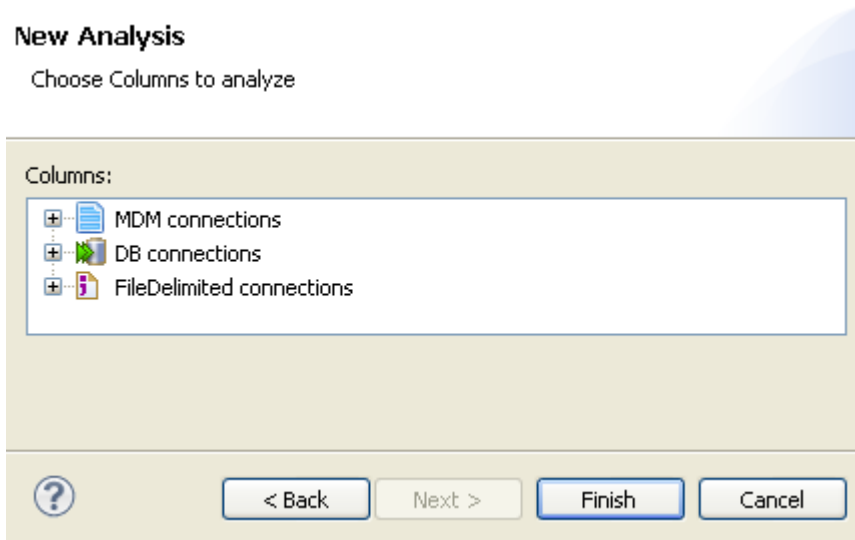 New Analysis
Choose Columns to analyze
Columns:
MDM connections
DB connections
FileDelimited connections
< Back Next > Finish Cancel